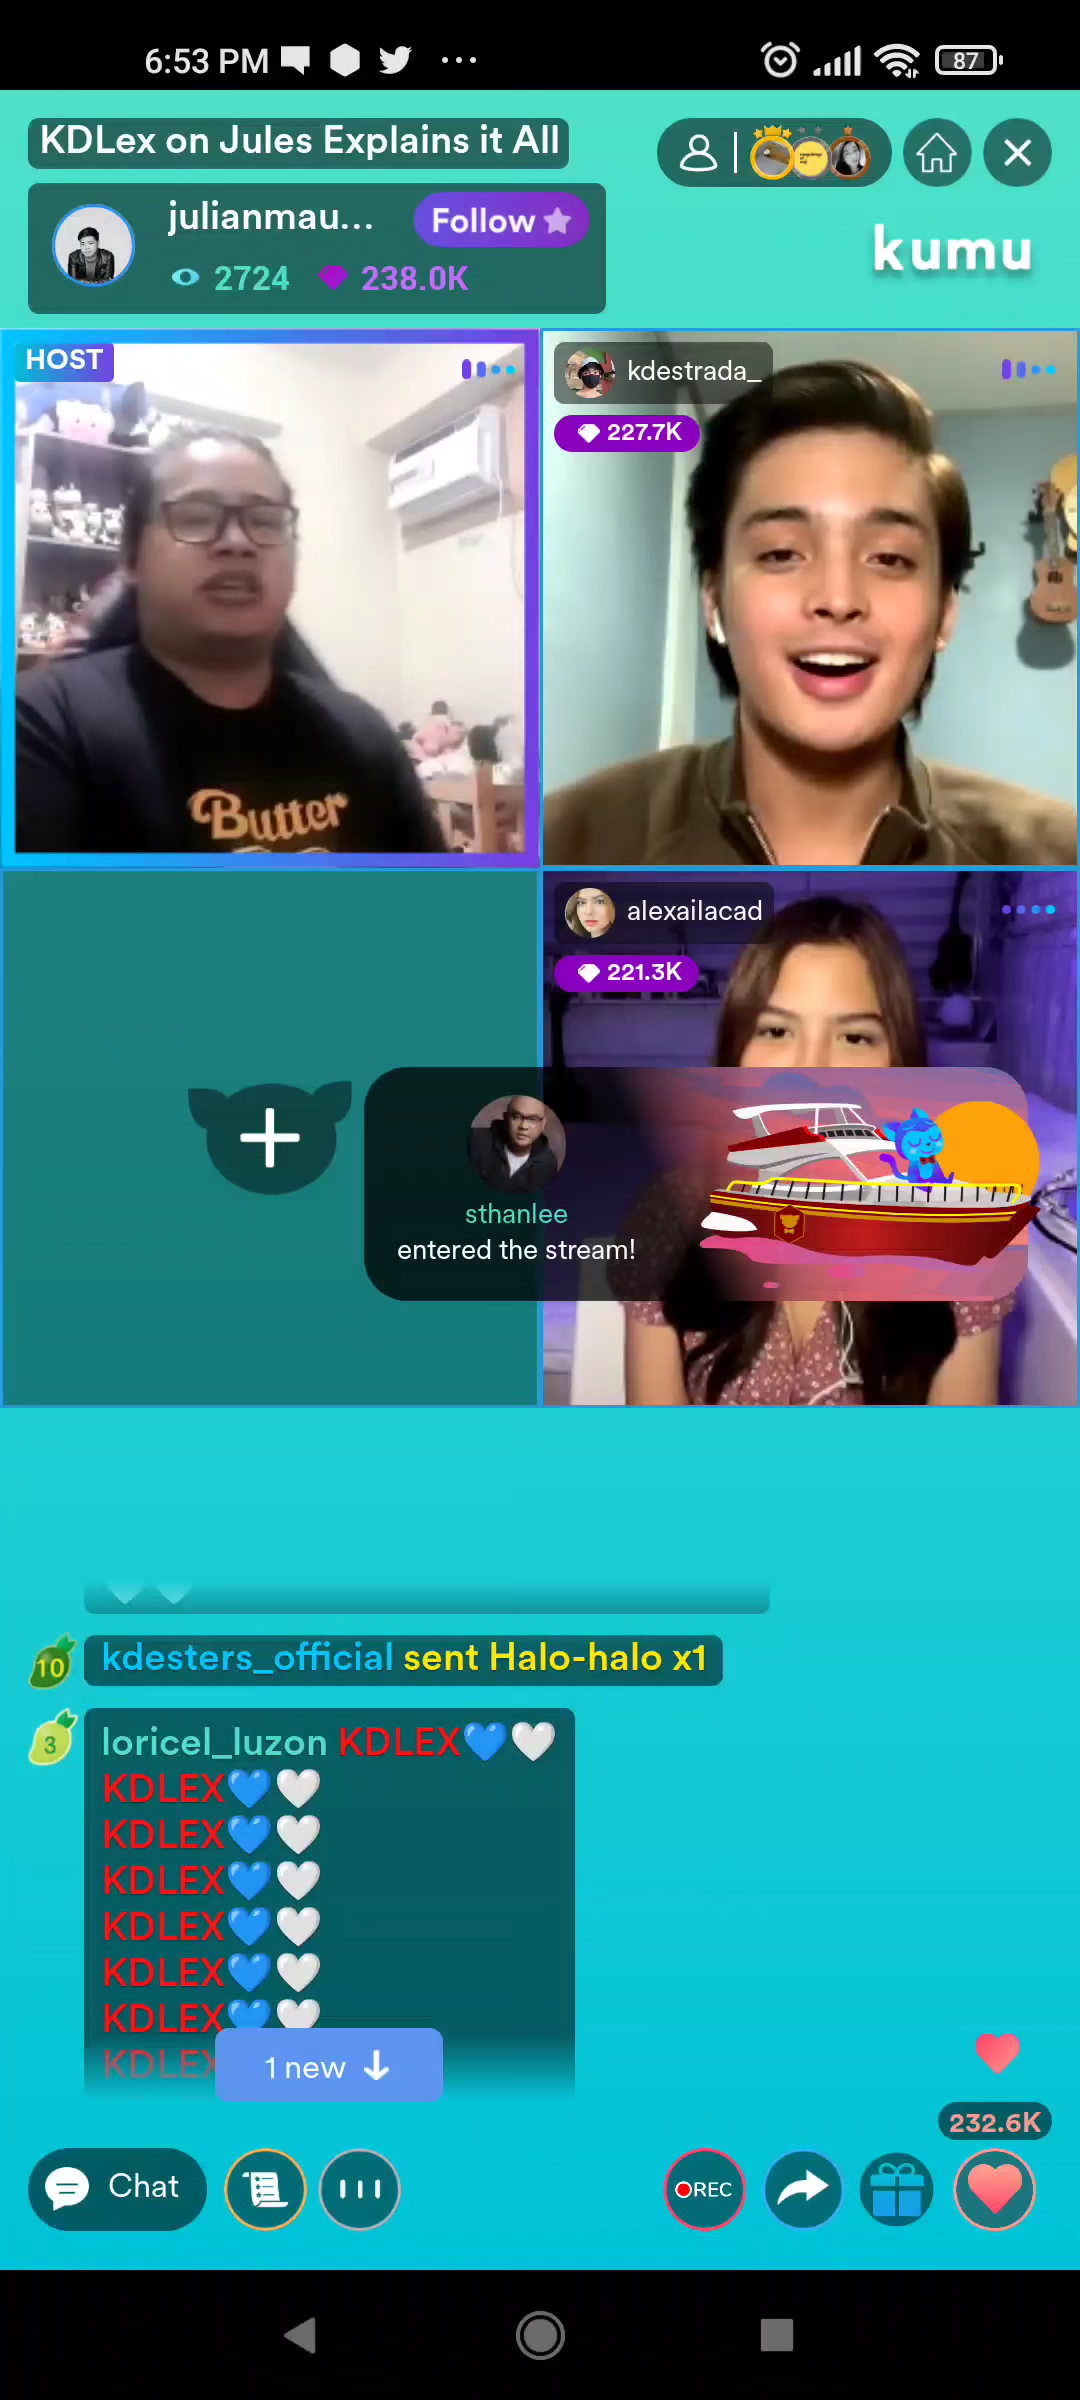 6:53 PM
87
KDLex on Jules Explains it All
julianmau...
Follow
2724
238.0K
kumu
HOST
kdestrada_
227.7K
Butter
alexailacad
221.3K
sthanlee
entered the stream!
10
kdesters_official sent Halo-halo x1
3
loricel_luzon KDLEX💙🤍
KDLEX💙🤍
KDLEX💙🤍
KDLEX💙🤍
KDLEX💙🤍
KDLEX💙🤍
KDLEX💙🤍
KDLEX
1 new
232.6K
Chat
REC